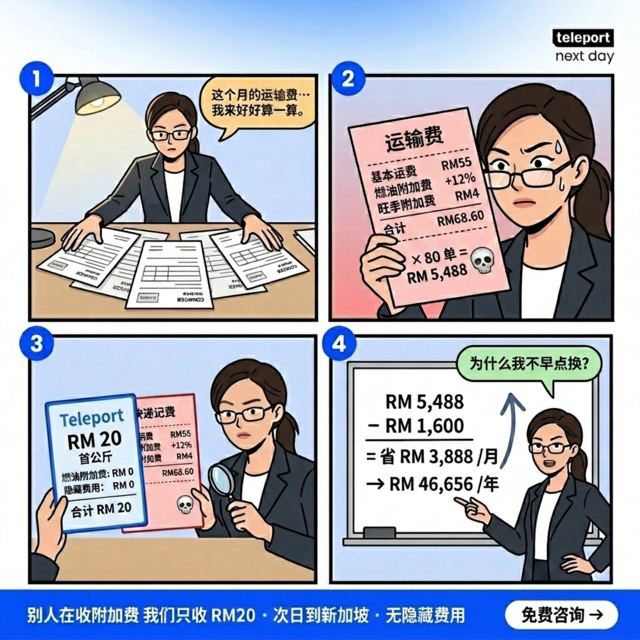 teleport
next day
1
这个月的运输费…
我来好好算一算。
2
运输费
基本运费 RM55
燃油附加费 +12%
旺季附加费 RM4
合计 RM68.60
× 80 单 =
RM 5,488
3
Teleport
RM 20
首公斤
燃油附加费: RM 0
隐藏费用: RM 0
合计 RM 20
快递记费
RM55
+12%
RM4
RM68.60
4
为什么我不早点换?
RM 5,488
− RM 1,600
= 省 RM 3,888 /月
→ RM 46,656 /年
别人在收附加费 我们只收 RM20 · 次日到新加坡 · 无隐藏费用
免费咨询 →